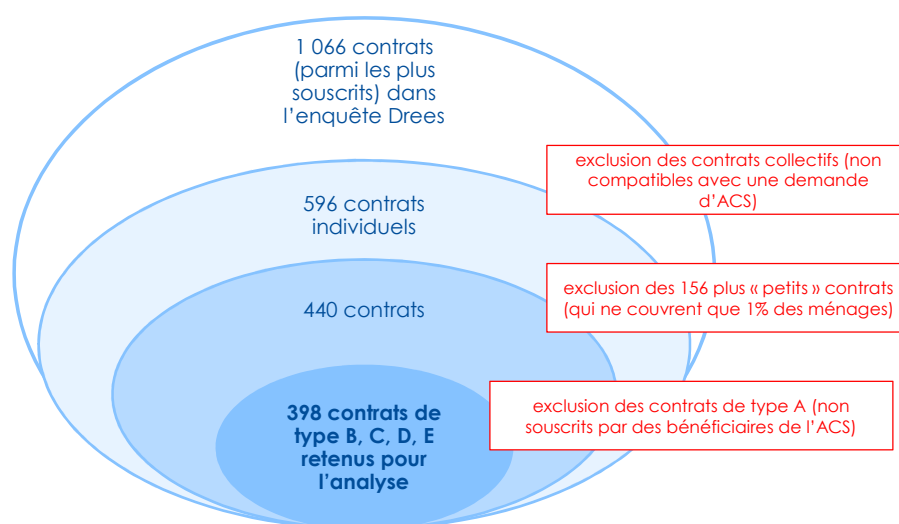 1 066 contrats
(parmi les plus
souscrits) dans
l'enquête Drees
exclusion des contrats collectifs (non
compatibles avec une demande
d'ACS)
596 contrats
individuels
exclusion des 156 plus « petits » contrats
(qui ne couvrent que 1% des ménages)
440 contrats
exclusion des contrats de type A (non
souscrits par des bénéficiaires de l'ACS)
398 contrats de
type B, C, D, E
retenus pour
l'analyse